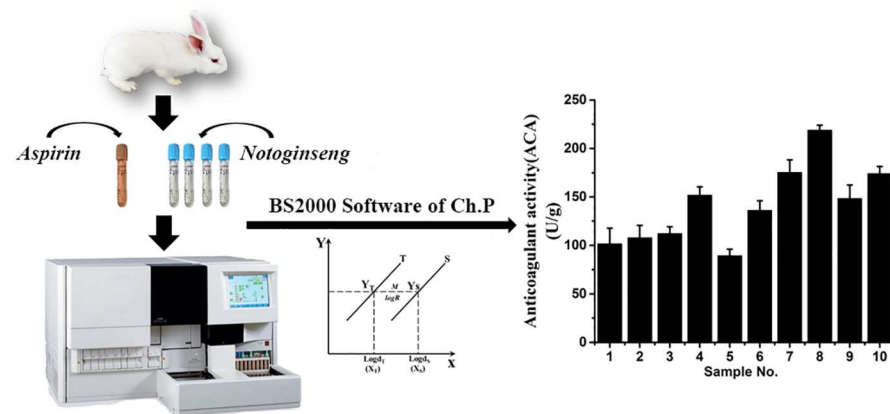 Aspirin
Notoginseng
BS2000 Software of Ch.P
Y
T
S
Y_T
M
Y_S
logR
Logd_T
(X_T)
Logd_s
(X_s)
X
Anticoagulant activity(ACA)
(U/g)
250
200
150
100
50
0
1 2 3 4 5 6 7 8 9 10
Sample No.